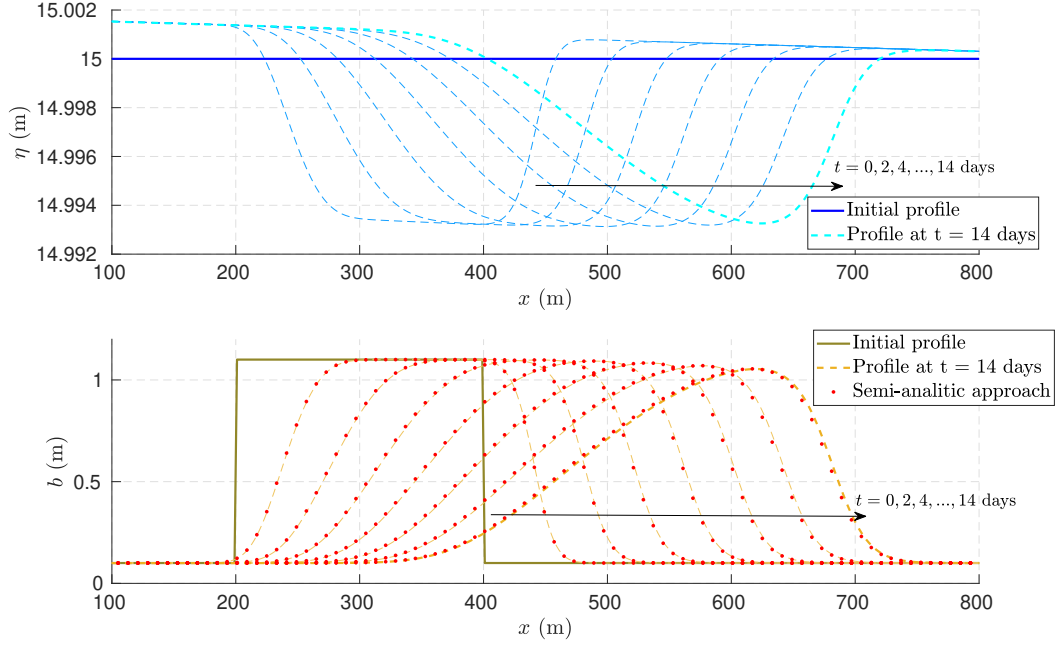 15.002
15
14.998
14.996
14.994
14.992
η (m)
t = 0, 2, 4, ..., 14 days
Initial profile
Profile at t = 14 days
100 200 300 400 500 600 700 800
x (m)
1
0.5
0
b (m)
Initial profile
Profile at t = 14 days
Semi-analitic approach
t = 0, 2, 4, ..., 14 days
100 200 300 400 500 600 700 800
x (m)